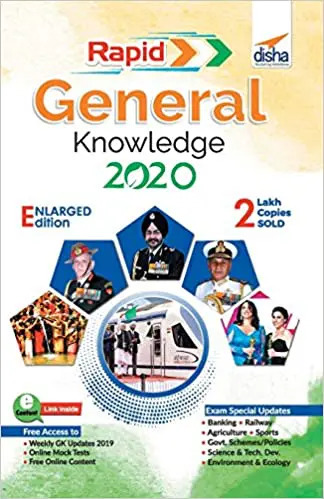 Rapid
disha
General
Knowledge
2020
ENLARGED
Edition
2 Lakh
Copies
SOLD
e
Content
Link Inside
Free Access to
• Weekly GK Updates 2019
• Online Mock Tests
• Free Online Content
Exam Special Updates
• Banking • Railway
• Agriculture • Sports
• Govt. Schemes/Policies
• Science & Tech. Dev.
• Environment & Ecology